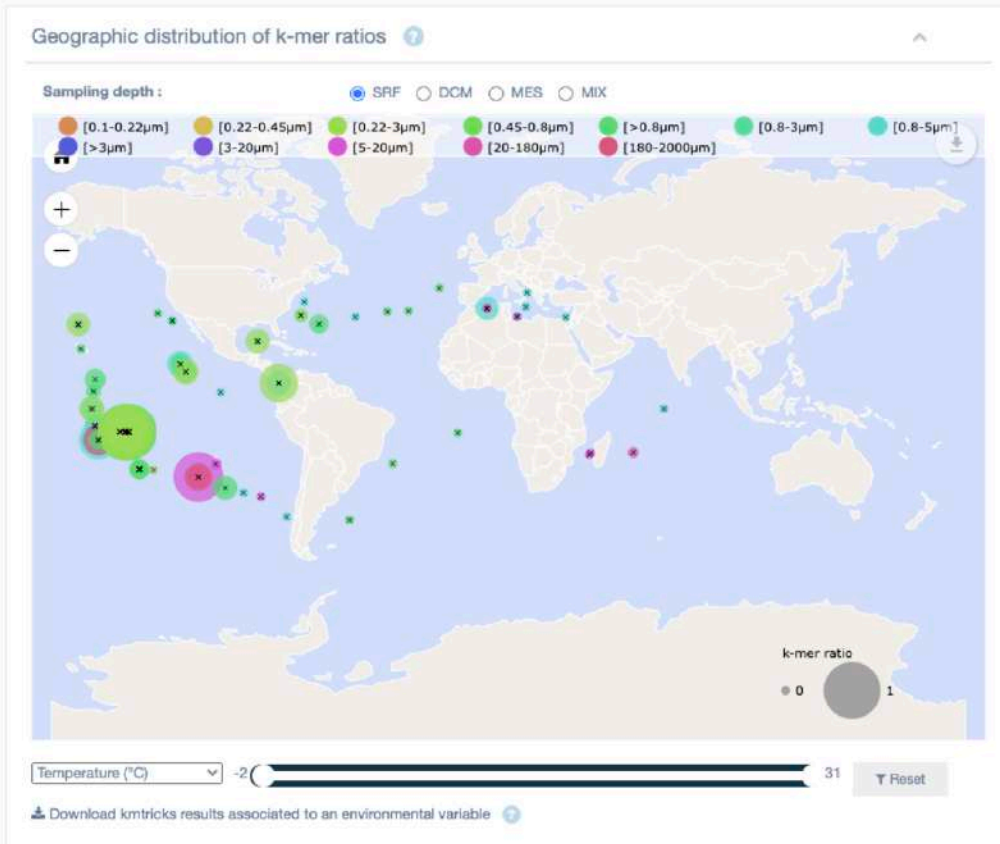 Geographic distribution of k-mer ratios ?
Sampling depth : SRF DCM MES MIX
[0.1-0.22μm] [0.22-0.45μm] [0.22-3μm] [0.45-0.8μm] [>0.8μm] [0.8-3μm] [0.8-5μm]
[>3μm] [3-20μm] [5-20μm] [20-180μm] [180-2000μm]
+
−
k-mer ratio
0 1
Temperature (°C) -2 31 Reset
Download kmtricks results associated to an environmental variable ?